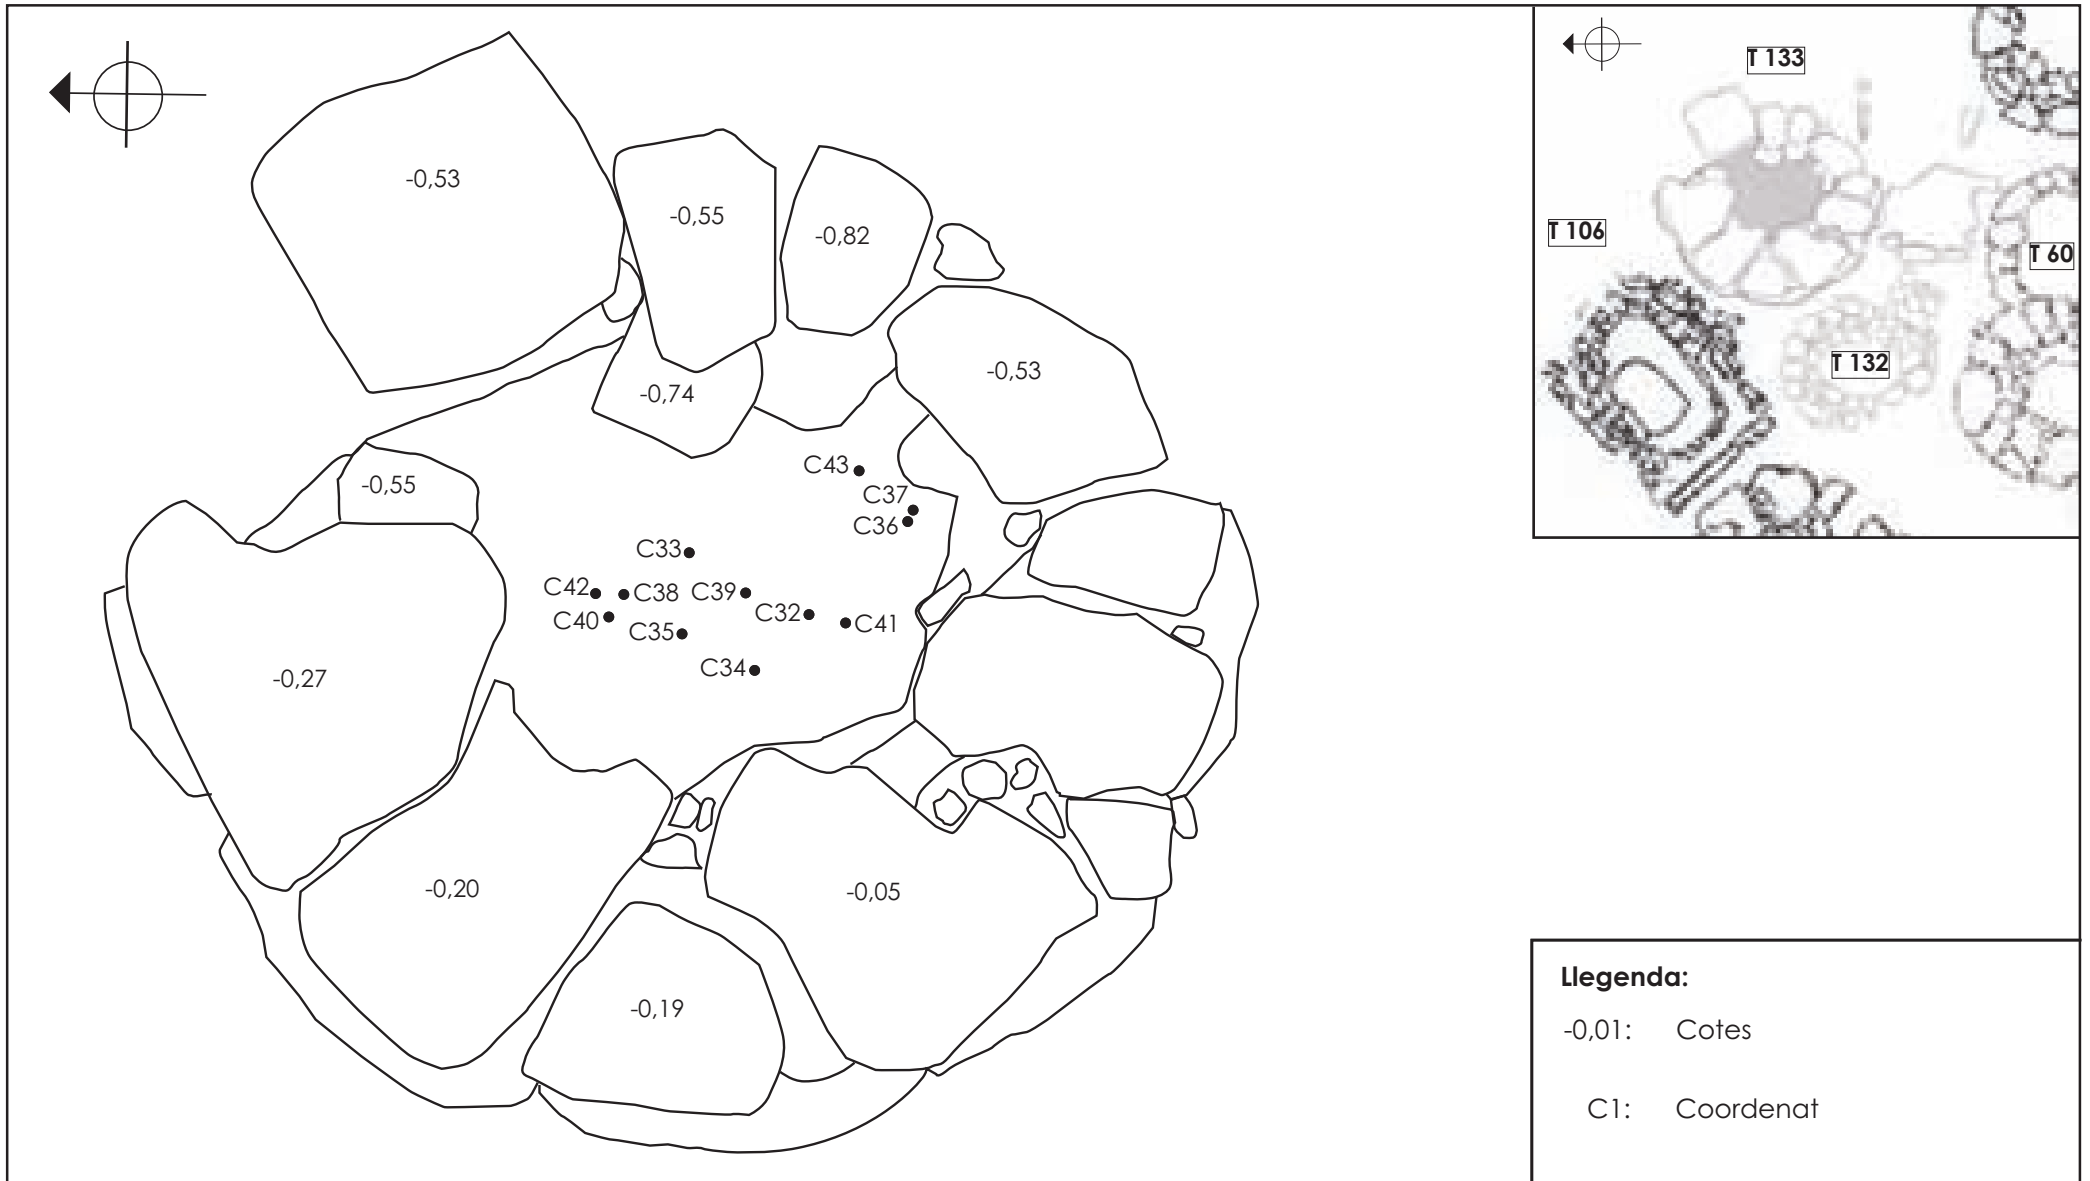 -0,53
-0,55
-0,82
-0,53
-0,74
-0,55
C43
C37
C36
C33
C42
C38
C39
C32
C41
C40
C35
C34
-0,27
-0,20
-0,05
-0,19
T 133
T 106
T 60
T 132
Llegenda:
-0,01: Cotes
C1: Coordenat